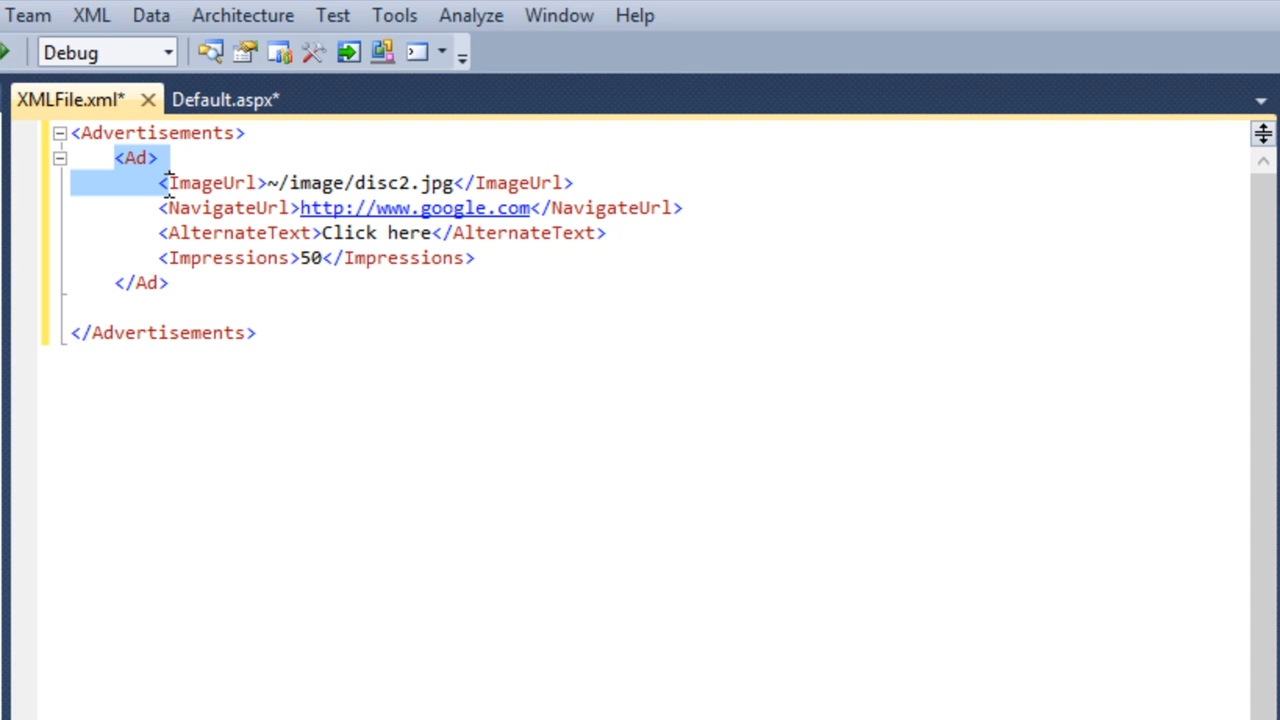 Team XML Data Architecture Test Tools Analyze Window Help
Debug
XMLFile.xml* Default.aspx*
<Advertisements>
<Ad>
<ImageUrl>~/image/disc2.jpg</ImageUrl>
<NavigateUrl>http://www.google.com</NavigateUrl>
<AlternateText>Click here</AlternateText>
<Impressions>50</Impressions>
</Ad>
</Advertisements>